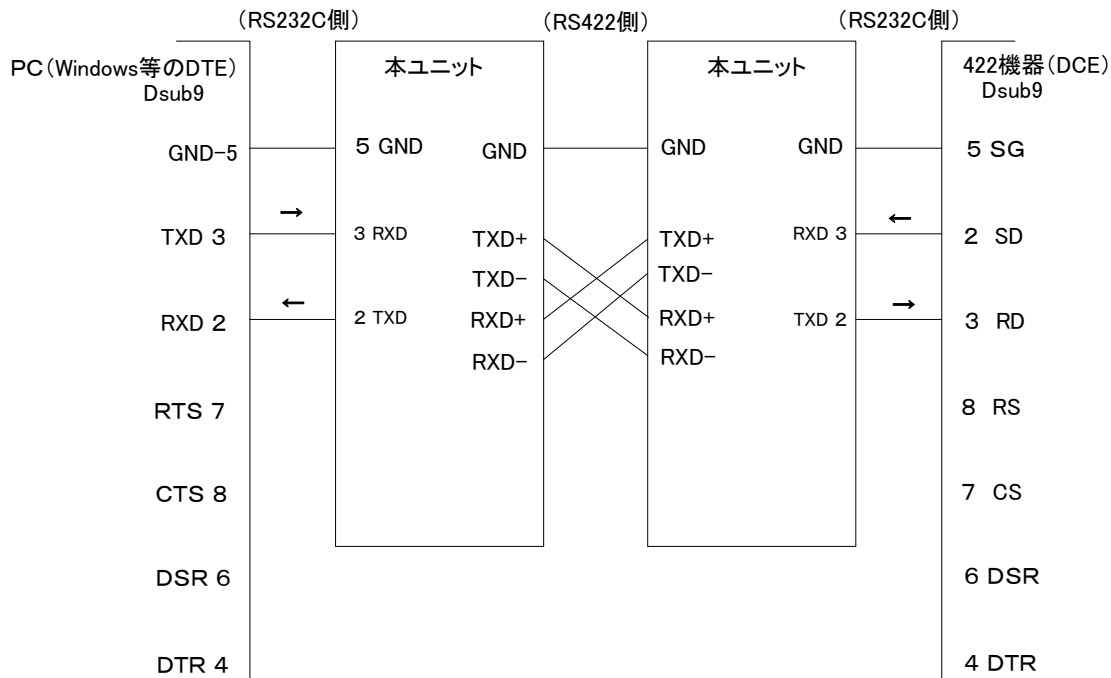 (RS232C側) (RS422側) (RS232C側)
PC(Windows等のDTE) 本ユニット 本ユニット 422機器(DCE)
Dsub9 Dsub9
GND-5 5 GND GND GND GND 5 SG
→ ←
TXD 3 3 RXD TXD+ TXD+ RXD 3 2 SD
TXD- TXD-
← →
RXD 2 2 TXD RXD+ RXD+ TXD 2 3 RD
RXD- RXD-
RTS 7 8 RS
CTS 8 7 CS
DSR 6 6 DSR
DTR 4 4 DTR